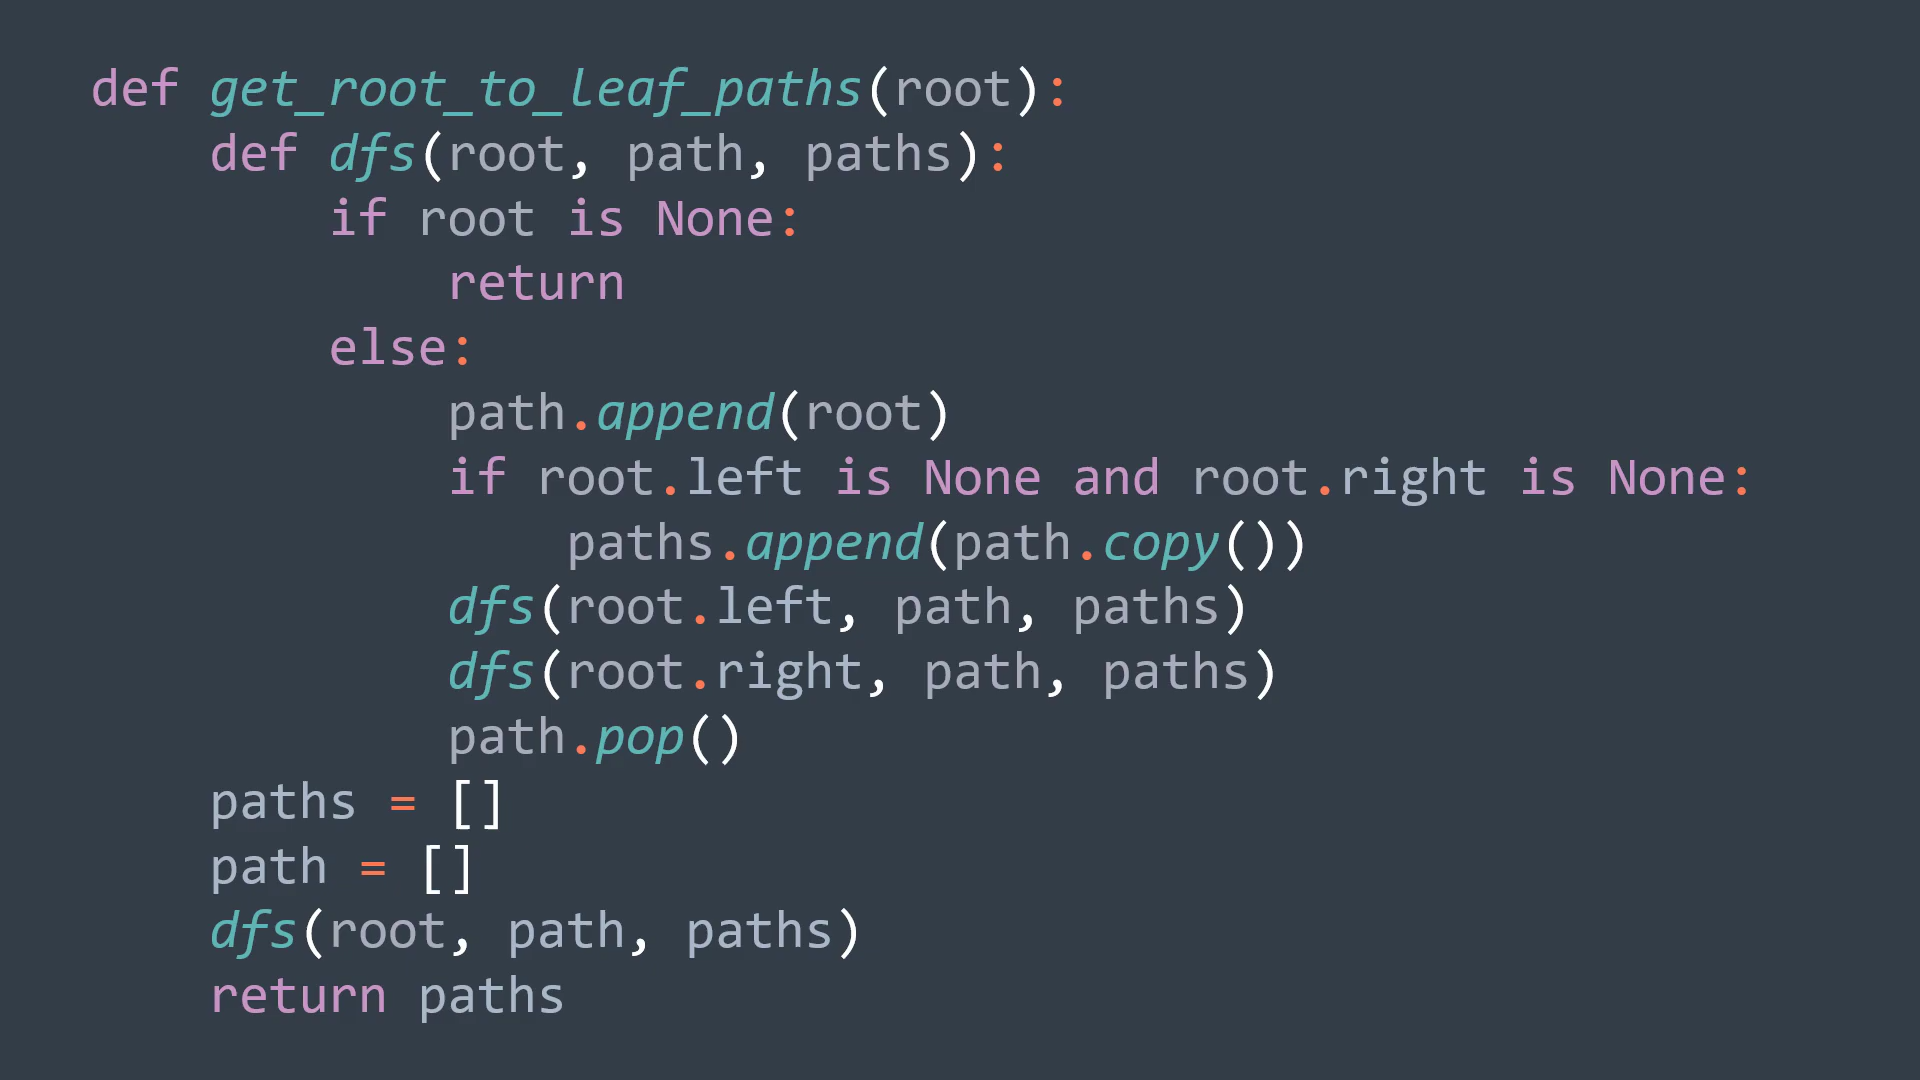 def get_root_to_leaf_paths(root):
    def dfs(root, path, paths):
        if root is None:
            return
        else:
            path.append(root)
            if root.left is None and root.right is None:
                paths.append(path.copy())
            dfs(root.left, path, paths)
            dfs(root.right, path, paths)
            path.pop()
    paths = []
    path = []
    dfs(root, path, paths)
    return paths